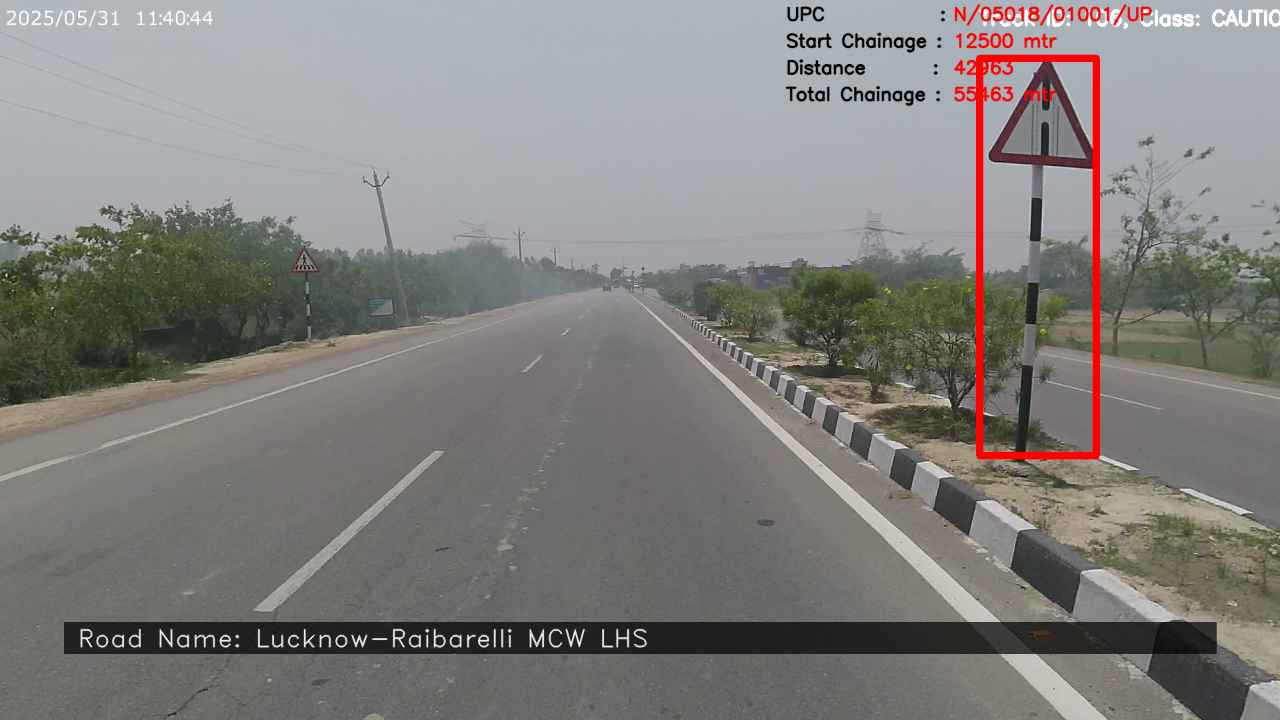 2025/05/31 11:40:44
UPC : N/05018/01001/UP
Class: CAUTIO
Start Chainage : 12500 mtr
Distance : 42963
Total Chainage : 55463 mtr
Road Name: Lucknow-Raibarelli MCW LHS